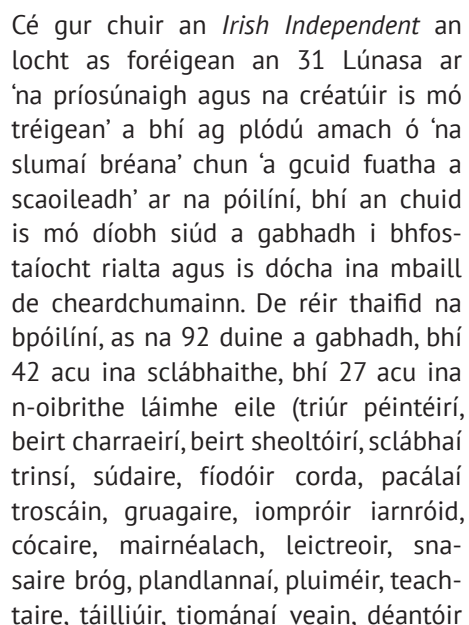 Cé gur chuir an Irish Independent an
locht as foréigean an 31 Lúnasa ar
‘na príosúnaigh agus na créatúir is mó
tréigean’ a bhí ag plódú amach ó ‘na
slumaí bréana’ chun ‘a gcuid fuatha a
scaoileadh’ ar na póilíní, bhí an chuid
is mó díobh siúd a gabhadh i bhfos-
taíocht rialta agus is dócha ina mbaill
de cheardchumainn. De réir thaifid na
bpóilíní, as na 92 duine a gabhadh, bhí
42 acu ina sclábhaithe, bhí 27 acu ina
n-oibrithe láimhe eile (triúr péintéirí,
beirt charraeirí, beirt sheoltóirí, sclábhaí
trinsí, súdaire, fíodóir corda, pacálaí
troscáin, gruagaire, iompróir iarnróid,
cócaire, mairnéalach, leictreoir, sna-
saire bróg, plandlannaí, pluiméir, teach-
taire, táilliúir, tiománaí veain, déantóir